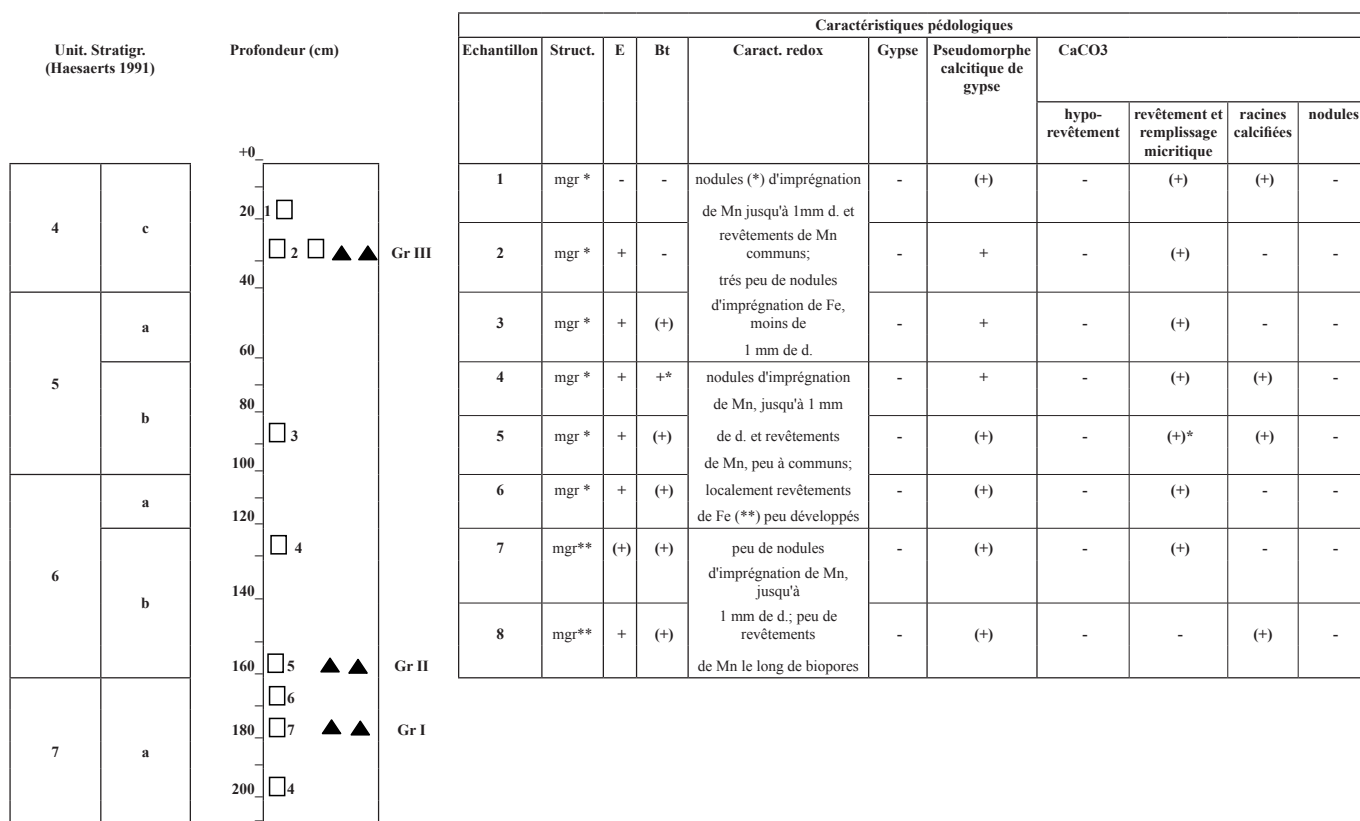 Unit. Stratigr.
(Haesaerts 1991)
Profondeur (cm)
4
c
5
a
b
6
a
b
7
a
+0
20
40
60
80
100
120
140
160
180
200
1
2
Gr III
3
4
5
Gr II
6
7
Gr I
4
Caractéristiques pédologiques
Echantillon Struct. E Bt Caract. redox Gypse Pseudomorphe
calcitique de
gypse
CaCO3
hypo-
revêtement
revêtement et
remplissage
micritique
racines
calcifiées
nodules
1 mgr * - - nodules (*) d'imprégnation - (+) - (+) (+) -
de Mn jusqu'à 1mm d. et
revêtements de Mn
communs;
2 mgr * + - - + - (+) - -
trés peu de nodules
d'imprégnation de Fe,
moins de
3 mgr * + (+) - + - (+) - -
1 mm de d.
4 mgr * + +* nodules d'imprégnation - + - (+) (+) -
de Mn, jusqu'à 1 mm
5 mgr * + (+) de d. et revêtements - (+) - (+)* (+) -
de Mn, peu à communs;
6 mgr * + (+) localement revêtements - (+) - (+) - -
de Fe (**) peu développés
7 mgr** (+) (+) peu de nodules - (+) - (+) - -
d'imprégnation de Mn,
jusqu'à
1 mm de d.; peu de
revêtements
8 mgr** + (+) - (+) - - (+) -
de Mn le long de biopores